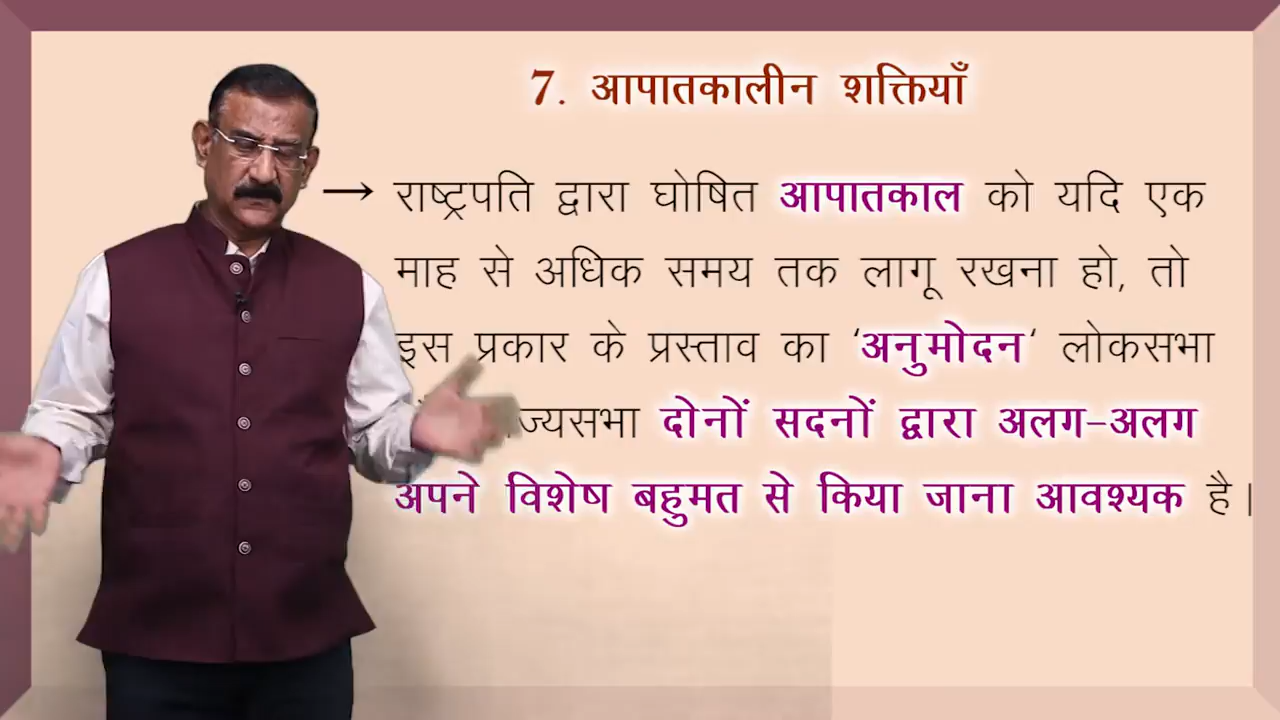 7. आपातकालीन शक्तियाँ
→ राष्ट्रपति द्वारा घोषित आपातकाल को यदि एक
माह से अधिक समय तक लागू रखना हो, तो
इस प्रकार के प्रस्ताव का ‘अनुमोदन‘ लोकसभा
दोनों सदनों द्वारा अलग-अलग
अपने विशेष बहुमत से किया जाना आवश्यक है।